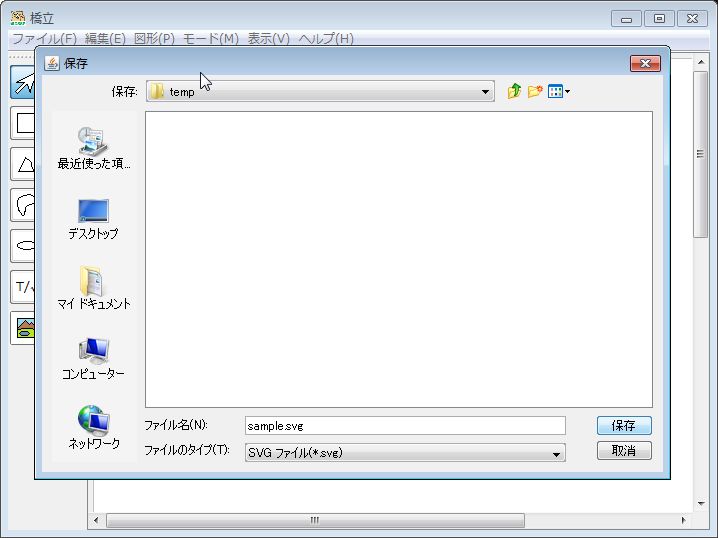 橋立
ファイル(F) 編集(E) 図形(P) モード(M) 表示(V) ヘルプ(H)
保存
保存: temp
最近使った項...
デスクトップ
マイ ドキュメント
コンピューター
ネットワーク
ファイル名(N): sample.svg 保存
ファイルのタイプ(T): SVG ファイル(*.svg) 取消